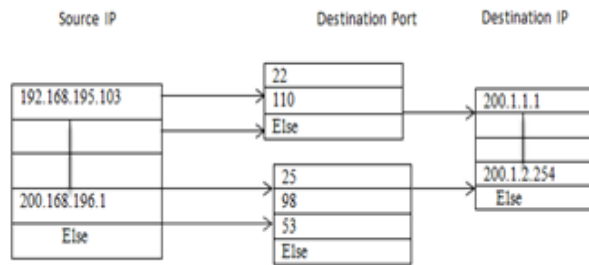 Source IP
Destination Port
Destination IP
192.168.195.103
200.168.196.1
Else
22
110
Else
25
98
53
Else
200.1.1.1
200.1.2.254
Else